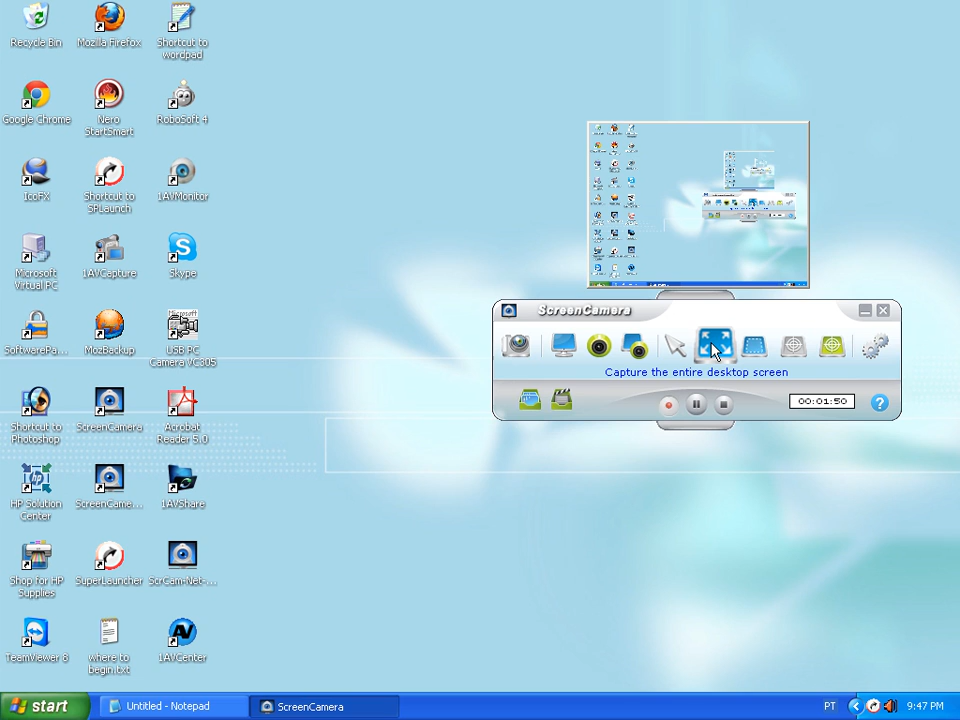 Recycle Bin
Mozilla Firefox
Shortcut to
wordpad
Google Chrome
Nero
StartSmart
RoboSoft 4
IcoFX
Shortcut to
SPLaunch
1AVMonitor
Microsoft
Virtual PC
1AVCapture
Skype
SoftwarePa...
MozBackup
Microsoft
USB PC
Camera VC305
Shortcut to
Photoshop
ScreenCamera
Acrobat
Reader 5.0
HP Solution
Center
ScreenCame...
1AVShare
Shop for HP
Supplies
SuperLauncher
ScrCam-Net-...
TeamViewer 8
where to
begin.txt
1AVCenter
ScreenCamera
Capture the entire desktop screen
00:01:50
?
start
Untitled - Notepad
ScreenCamera
PT
9:47 PM